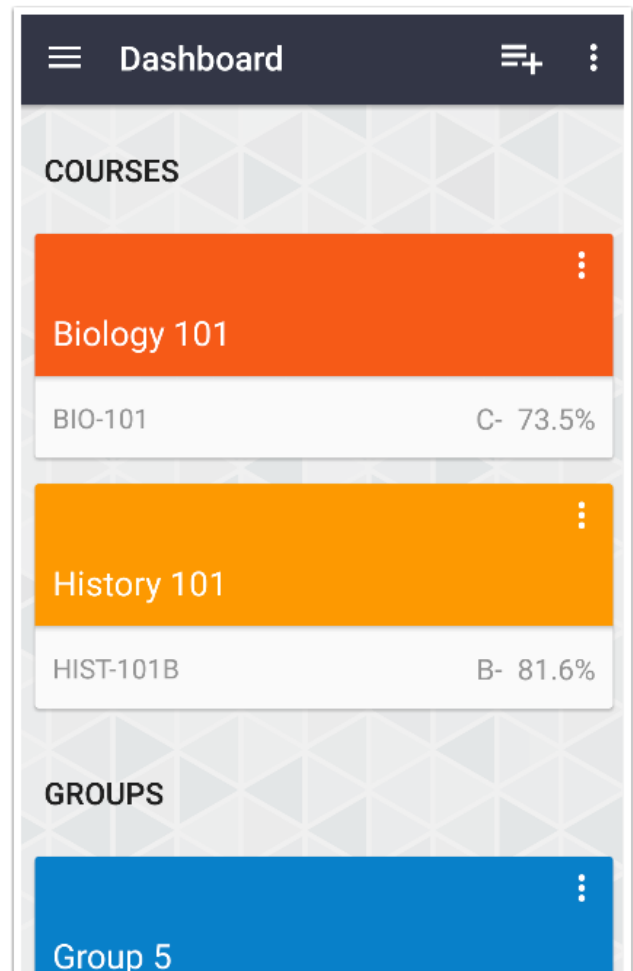 Dashboard
COURSES
Biology 101
BIO-101 C- 73.5%
History 101
HIST-101B B- 81.6%
GROUPS
Group 5